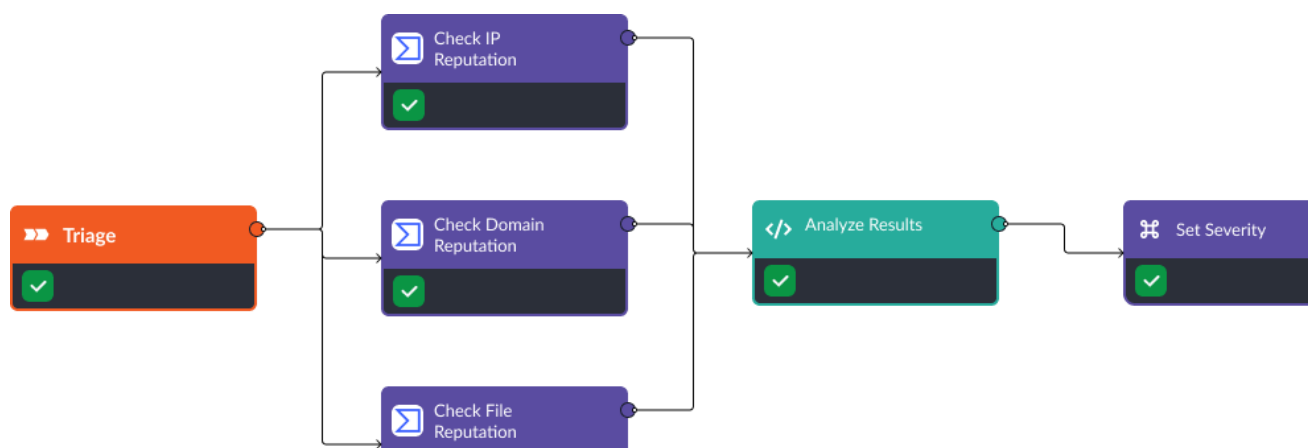 Check IP
Reputation
Triage
Check Domain
Reputation
Analyze Results
Set Severity
Check File
Reputation